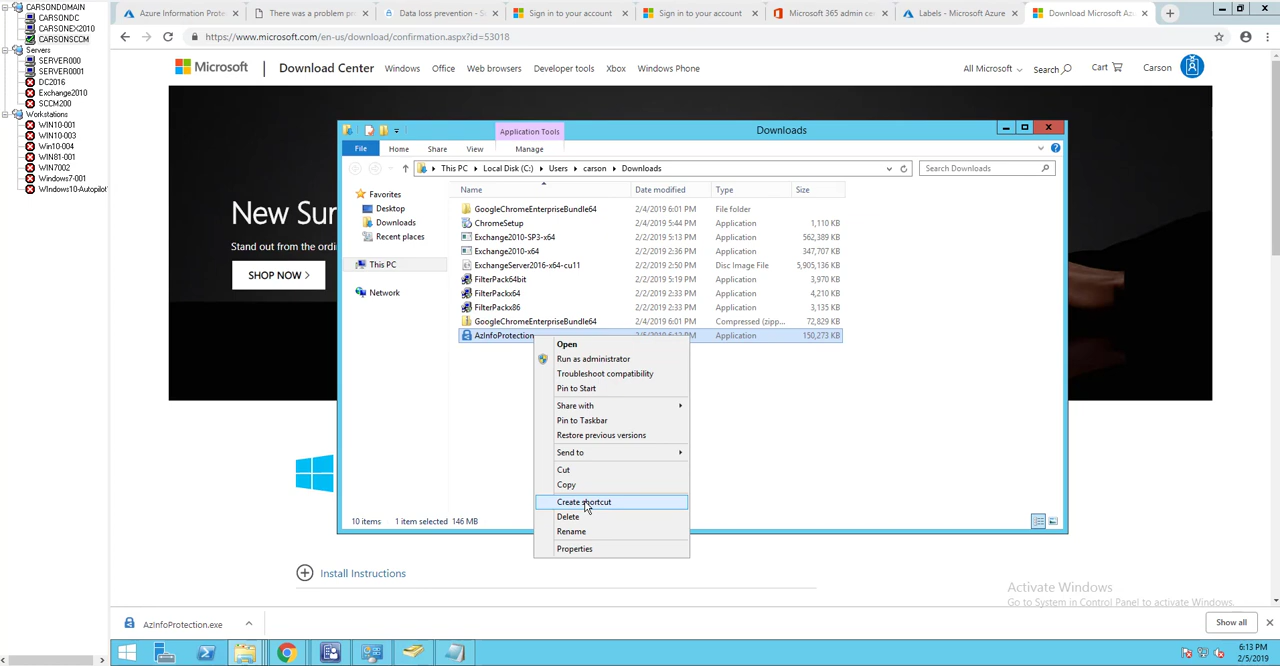 CARSONDOMAIN
CARSONDC
CARSONEX2010
CARSONSCCM
Servers
SERVER000
SERVER0001
DC2016
Exchange2010
SCCM200
Workstations
WIN10-001
WIN10-003
Win10-004
WIN81-001
WIN7002
Windows7-001
Windows10-Autopilot
Azure Information Prot
There was a problem p
Data loss prevention - S
Sign in to your account
Sign in to your account
Microsoft 365 admin ce
Labels - Microsoft Azure
Download Microsoft Az
https://www.microsoft.com/en-us/download/confirmation.aspx?id=53018
Microsoft
Download Center
Windows
Office
Web browsers
Developer tools
Xbox
Windows Phone
All Microsoft
Search
Cart
Carson
New Sur
Stand out from the ordi
SHOP NOW >
Application Tools
Downloads
File
Home
Share
View
Manage
This PC
Local Disk (C:)
Users
carson
Downloads
Search Downloads
Name
Date modified
Type
Size
Favorites
Desktop
Downloads
Recent places
This PC
Network
GoogleChromeEnterpriseBundle64 2/4/2019 6:01 PM File folder
ChromeSetup 2/4/2019 5:44 PM Application 1,110 KB
Exchange2010-SP3-x64 2/2/2019 5:13 PM Application 562,389 KB
Exchange2010-x64 2/2/2019 2:36 PM Application 347,707 KB
ExchangeServer2016-x64-cu11 2/2/2019 2:50 PM Disc Image File 5,905,136 KB
FilterPack64bit 2/2/2019 5:19 PM Application 3,970 KB
FilterPackx64 2/2/2019 2:33 PM Application 4,210 KB
FilterPackx86 2/2/2019 2:33 PM Application 3,135 KB
GoogleChromeEnterpriseBundle64 2/4/2019 6:01 PM Compressed (zipp... 72,829 KB
AzInfoProtection 2/5/2019 6:13 PM Application 150,273 KB
Open
Run as administrator
Troubleshoot compatibility
Pin to Start
Share with
Pin to Taskbar
Restore previous versions
Send to
Cut
Copy
Create shortcut
Delete
Rename
Properties
10 items
1 item selected 146 MB
Install Instructions
Activate Windows
Go to System in Control Panel to activate Windows.
AzInfoProtection.exe
Show all
6:13 PM
2/5/2019